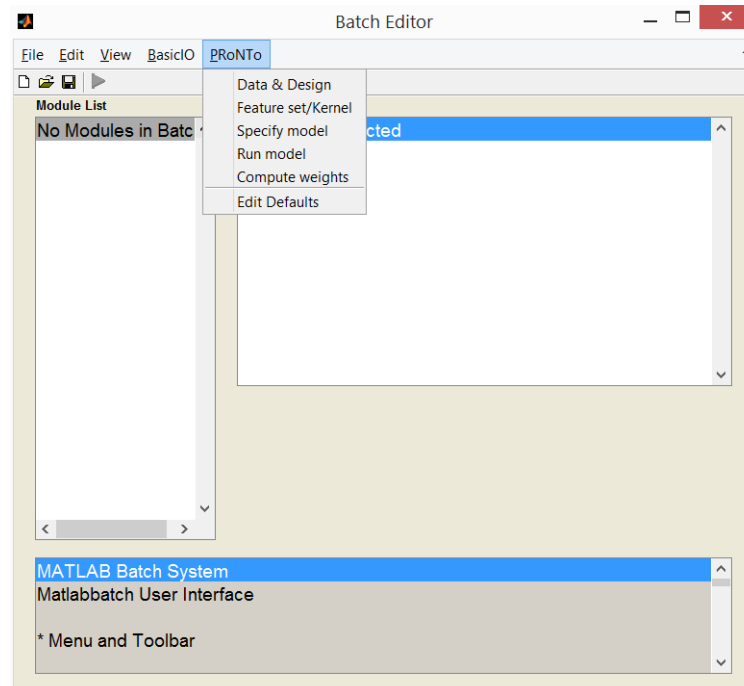 Batch Editor
File Edit View BasicIO PRoNTo
Data & Design
Feature set/Kernel
Specify model
Run model
Compute weights
Edit Defaults
Module List
No Modules in Batc
cted
MATLAB Batch System
Matlabbatch User Interface
* Menu and Toolbar